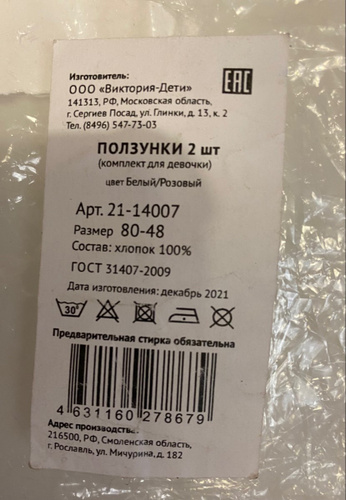 Изготовитель:
ООО «Виктория-Дети»
141313, РФ, Московская область,
г. Сергиев Посад, ул. Глинки, д. 13, к. 2
Тел. (8496) 547-73-03
EAC
ПОЛЗУНКИ 2 шт
(комплект для девочки)
цвет Белый/Розовый
Арт. 21-14007
Размер 80-48
Состав: хлопок 100%
ГОСТ 31407-2009
Дата изготовления: декабрь 2021
30°
Предварительная стирка обязательна
4 631160 278679
Адрес производства:
216500, РФ, Смоленская область,
г. Рославль, ул. Мичурина, д. 182